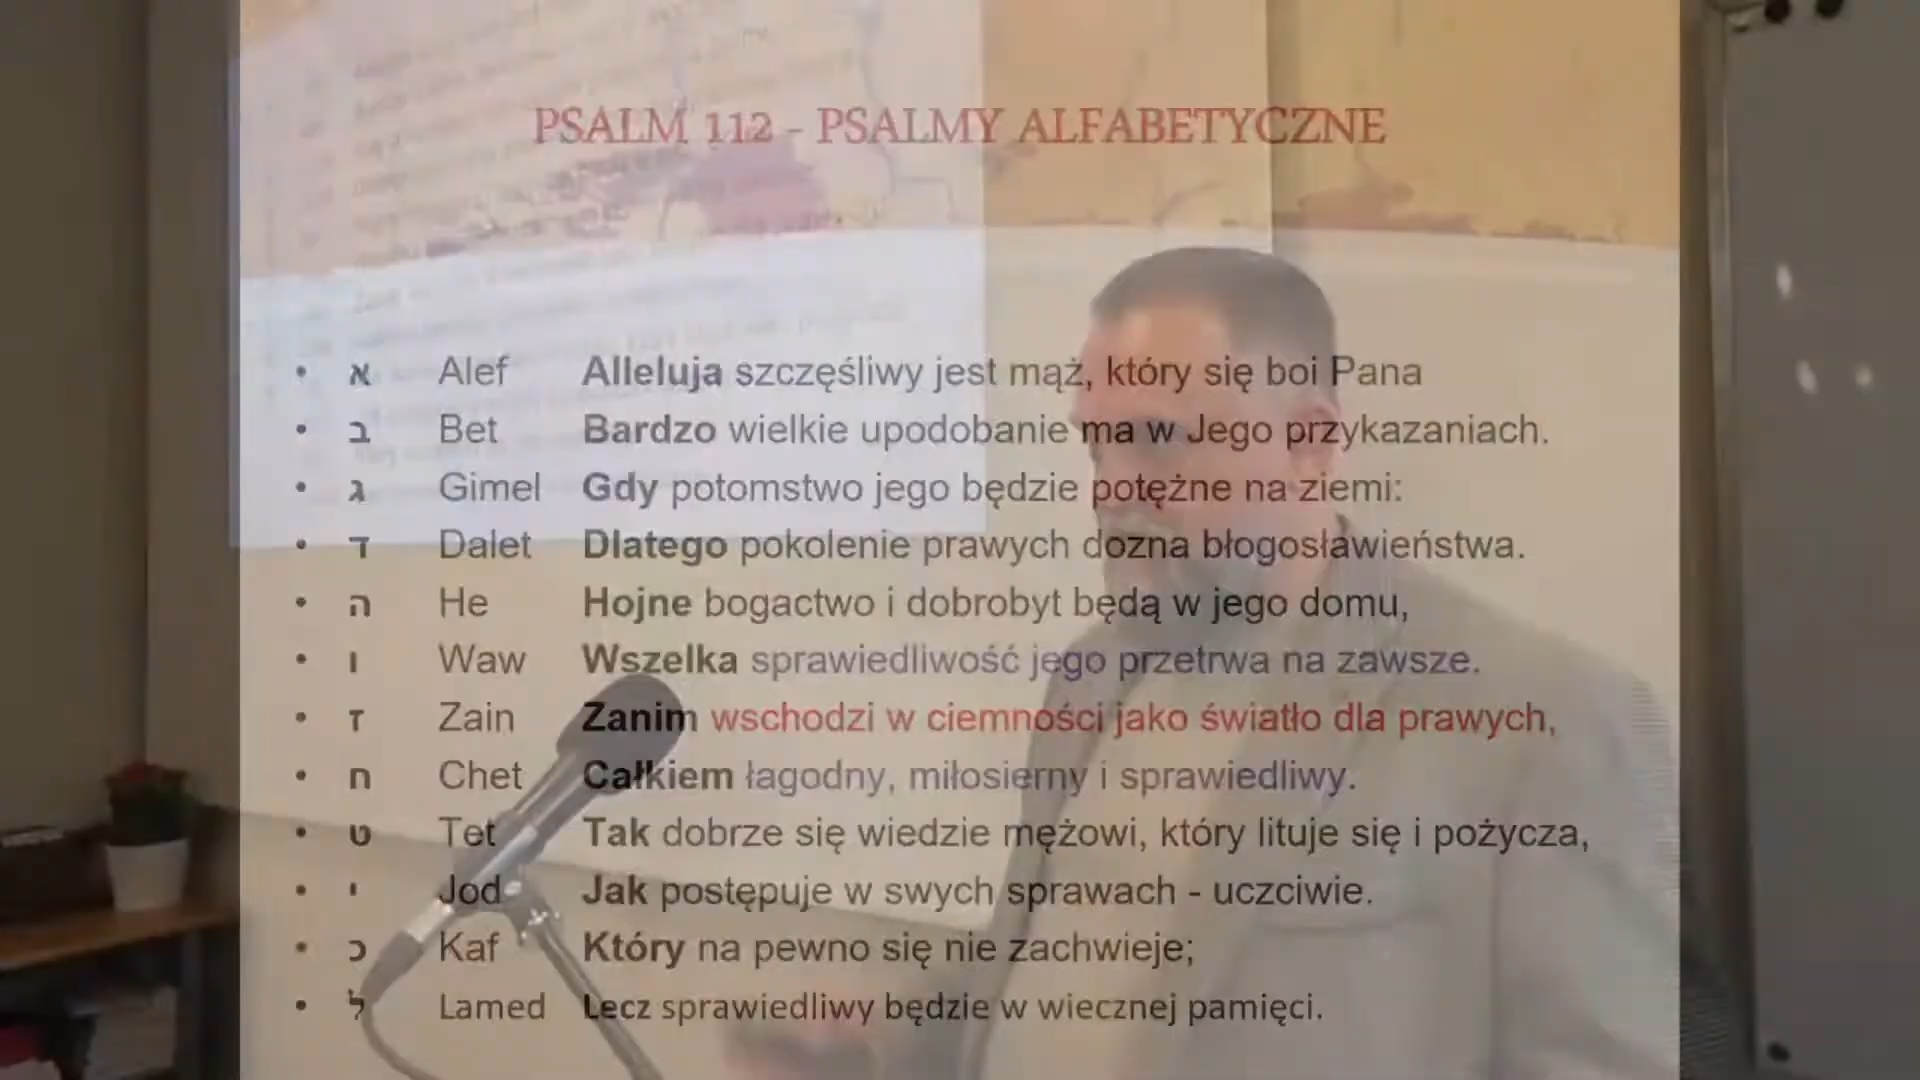 PSALM 112 - PSALMY ALFABETYCZNE
• א Alef Alleluja szczęśliwy jest mąż, który się boi Pana
• ב Bet Bardzo wielkie upodobanie ma w Jego przykazaniach.
• ג Gimel Gdy potomstwo jego będzie potężne na ziemi:
• ד Dalet Dlatego pokolenie prawych dozna błogosławieństwa.
• ה He Hojne bogactwo i dobrobyt będą w jego domu,
• ו Waw Wszelka sprawiedliwość jego przetrwa na zawsze.
• ז Zain Zanim wschodzi w ciemności jako światło dla prawych,
• ח Chet Całkiem łagodny, miłosierny i sprawiedliwy.
• ט Tet Tak dobrze się wiedzie mężowi, który lituje się i pożycza,
• י Jod Jak postępuje w swych sprawach - uczciwie.
• כ Kaf Który na pewno się nie zachwieje;
• ל Lamed Lecz sprawiedliwy będzie w wiecznej pamięci.